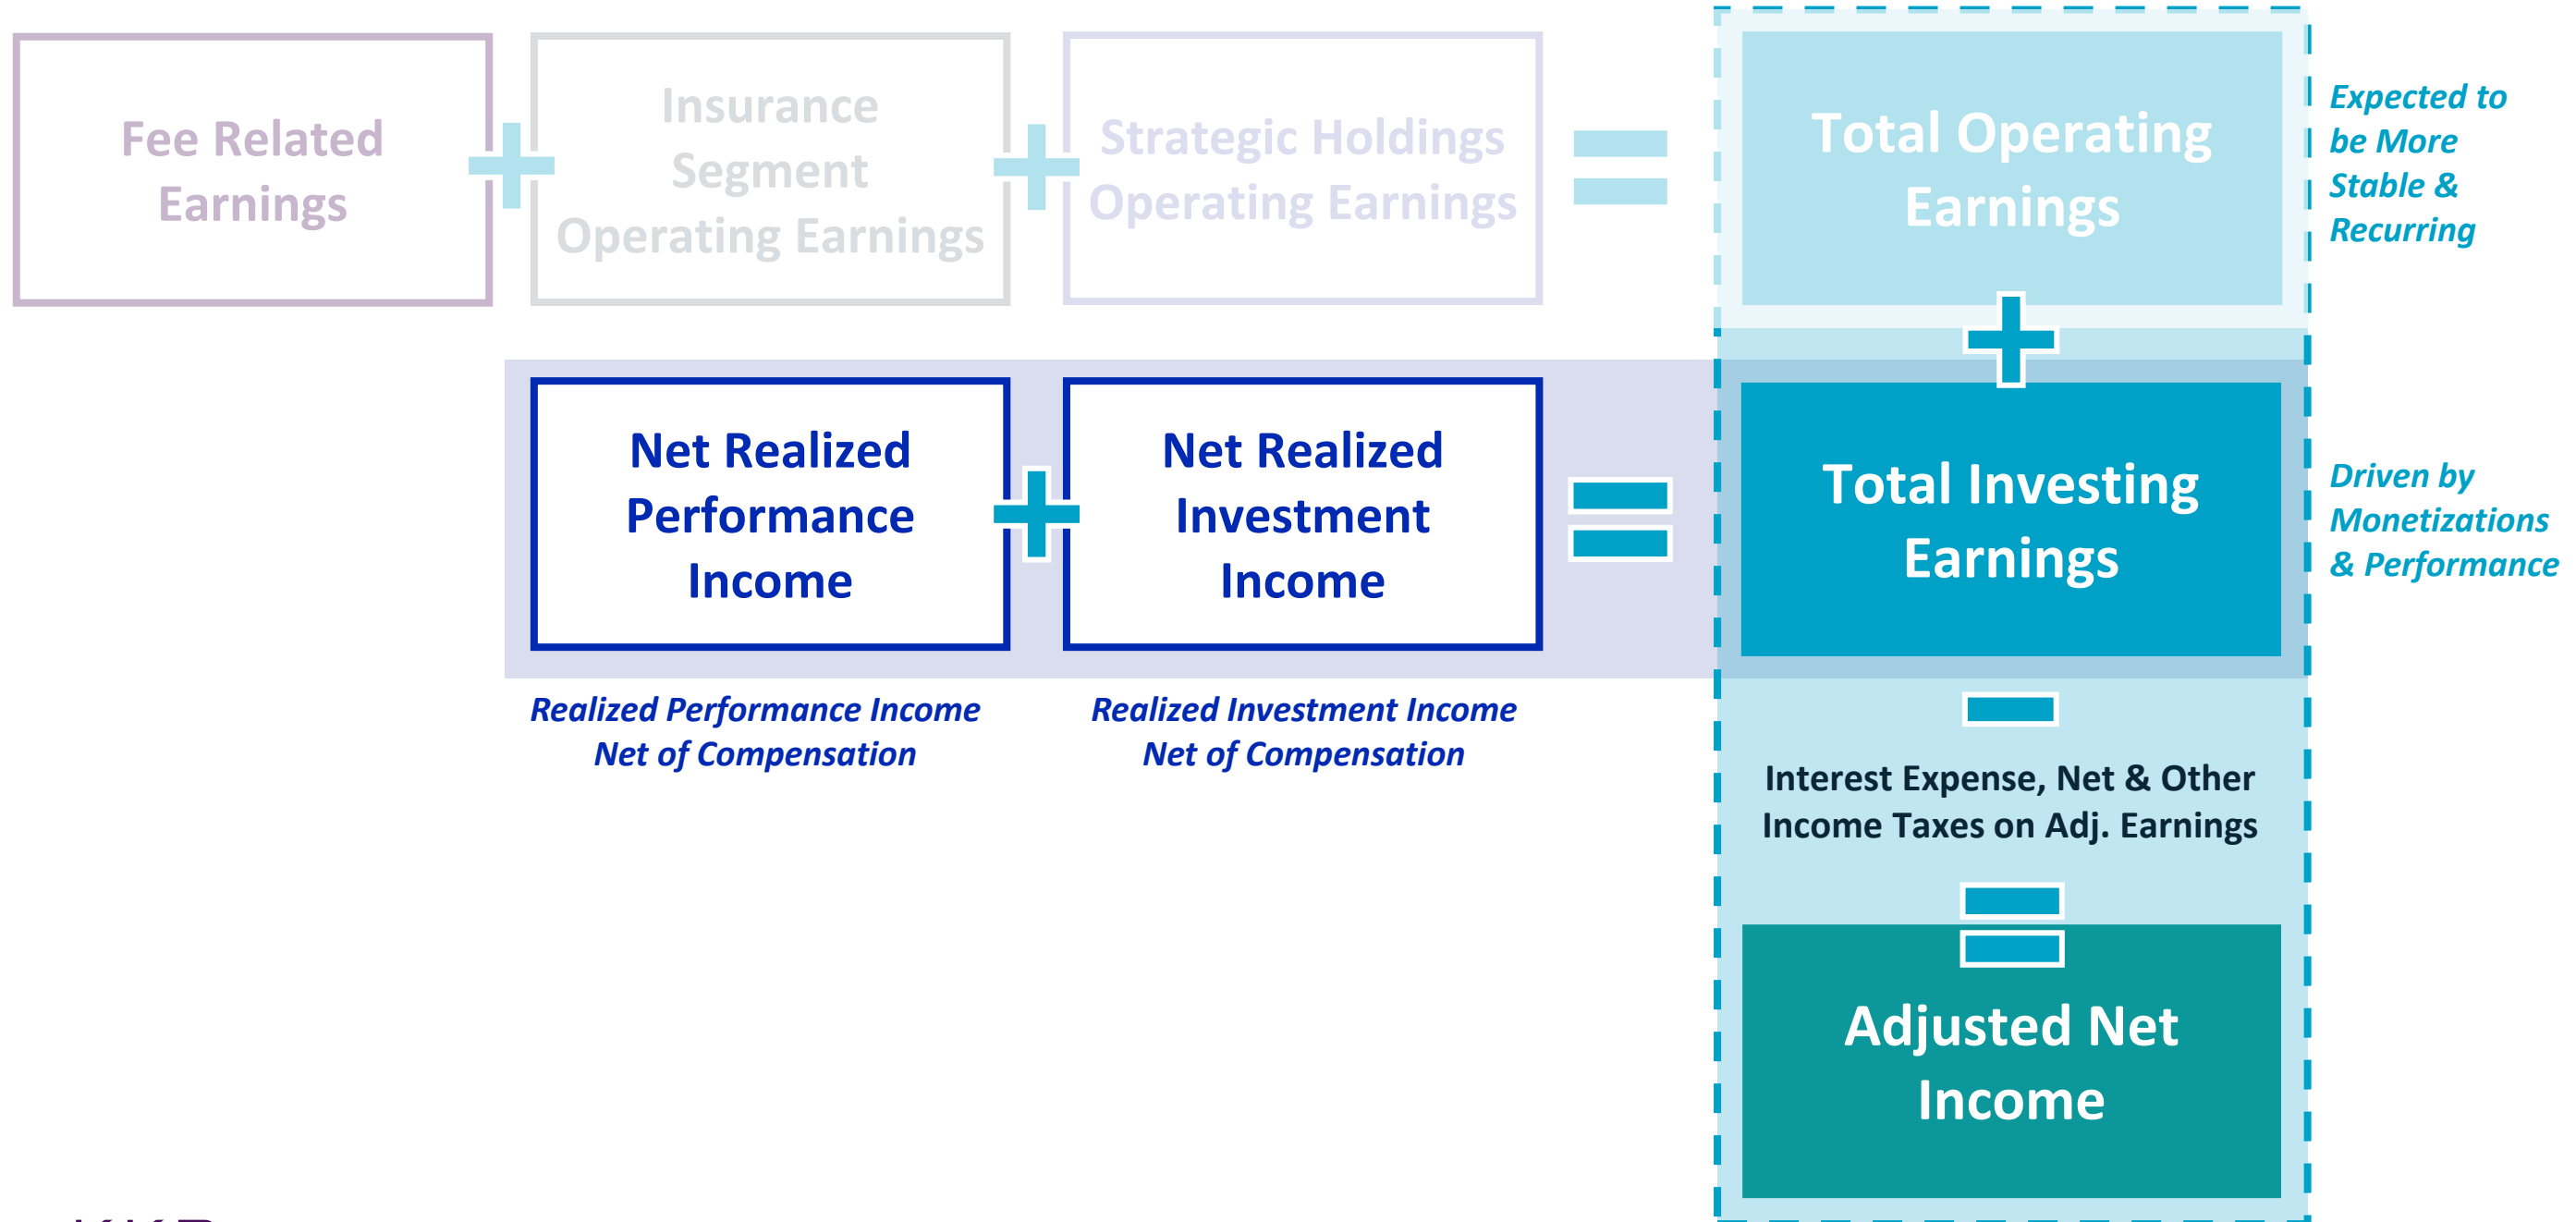 Fee Related
Earnings
Insurance
Segment
Operating Earnings
Strategic Holdings
Operating Earnings
Total Operating
Earnings
Expected to
be More
Stable &
Recurring
Net Realized
Performance
Income
Net Realized
Investment
Income
Total Investing
Earnings
Driven by
Monetizations
& Performance
Realized Performance Income
Net of Compensation
Realized Investment Income
Net of Compensation
Interest Expense, Net & Other
Income Taxes on Adj. Earnings
Adjusted Net
Income